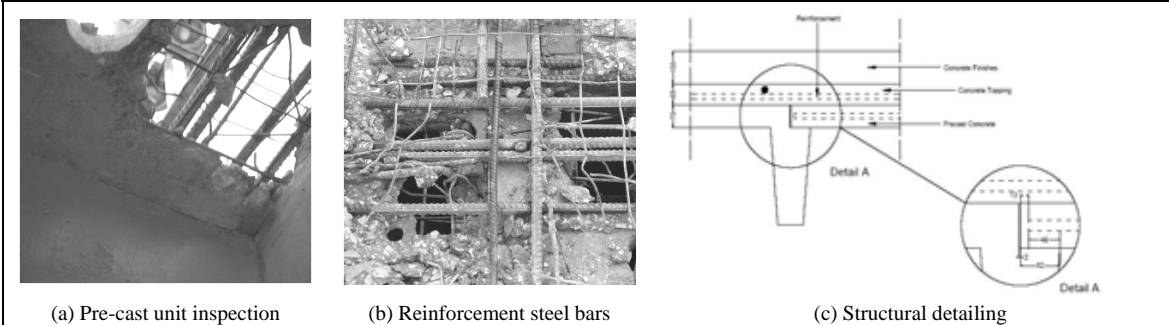 Reinforcement
Concrete Finishes
Concrete Topping
Precast Concrete
Detail A
Detail A
(a) Pre-cast unit inspection
(b) Reinforcement steel bars
(c) Structural detailing